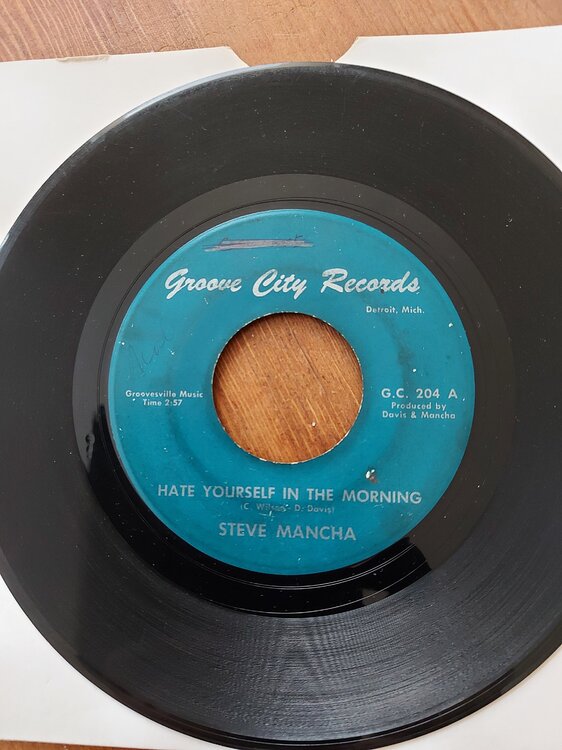 Groove City Records
Detroit, Mich.
Groovesville Music
Time 2:57
G.C. 204 A
Produced by
Davis & Mancha
HATE YOURSELF IN THE MORNING
(C. Wilson - D. Davis)
STEVE MANCHA